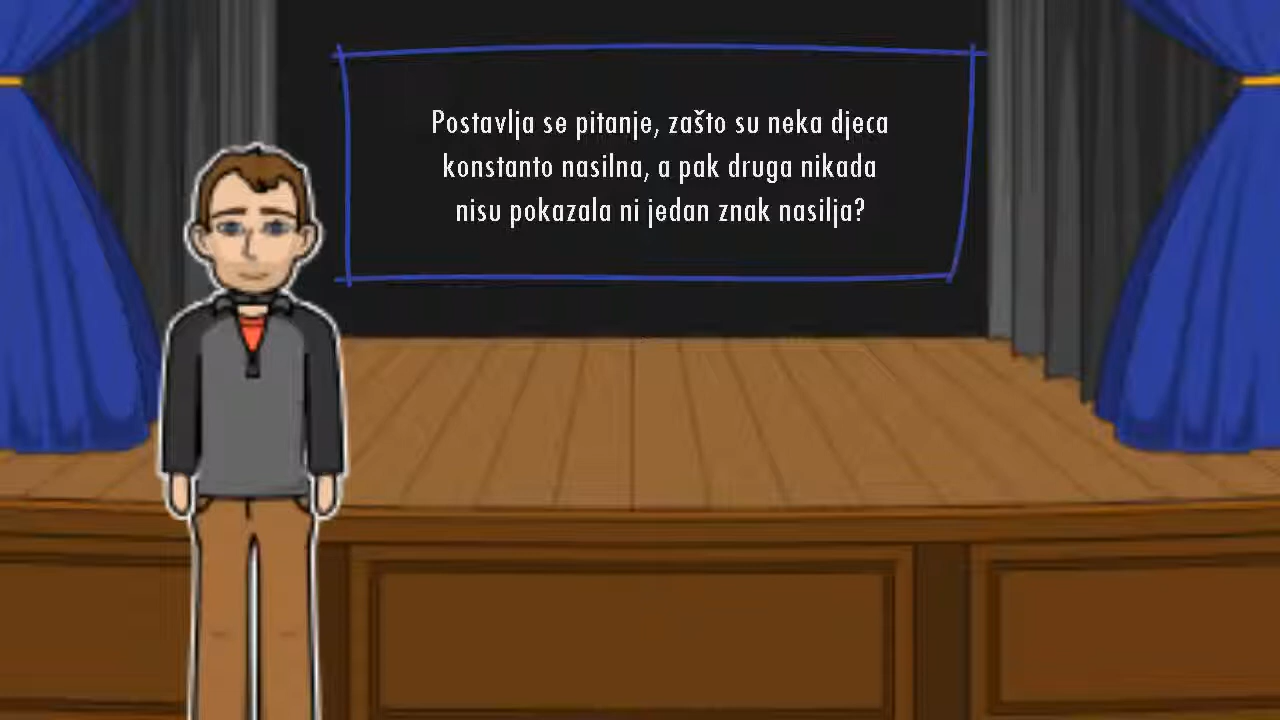 Postavlja se pitanje, zašto su neka djeca
konstanto nasilna, a pak druga nikada
nisu pokazala ni jedan znak nasilja?